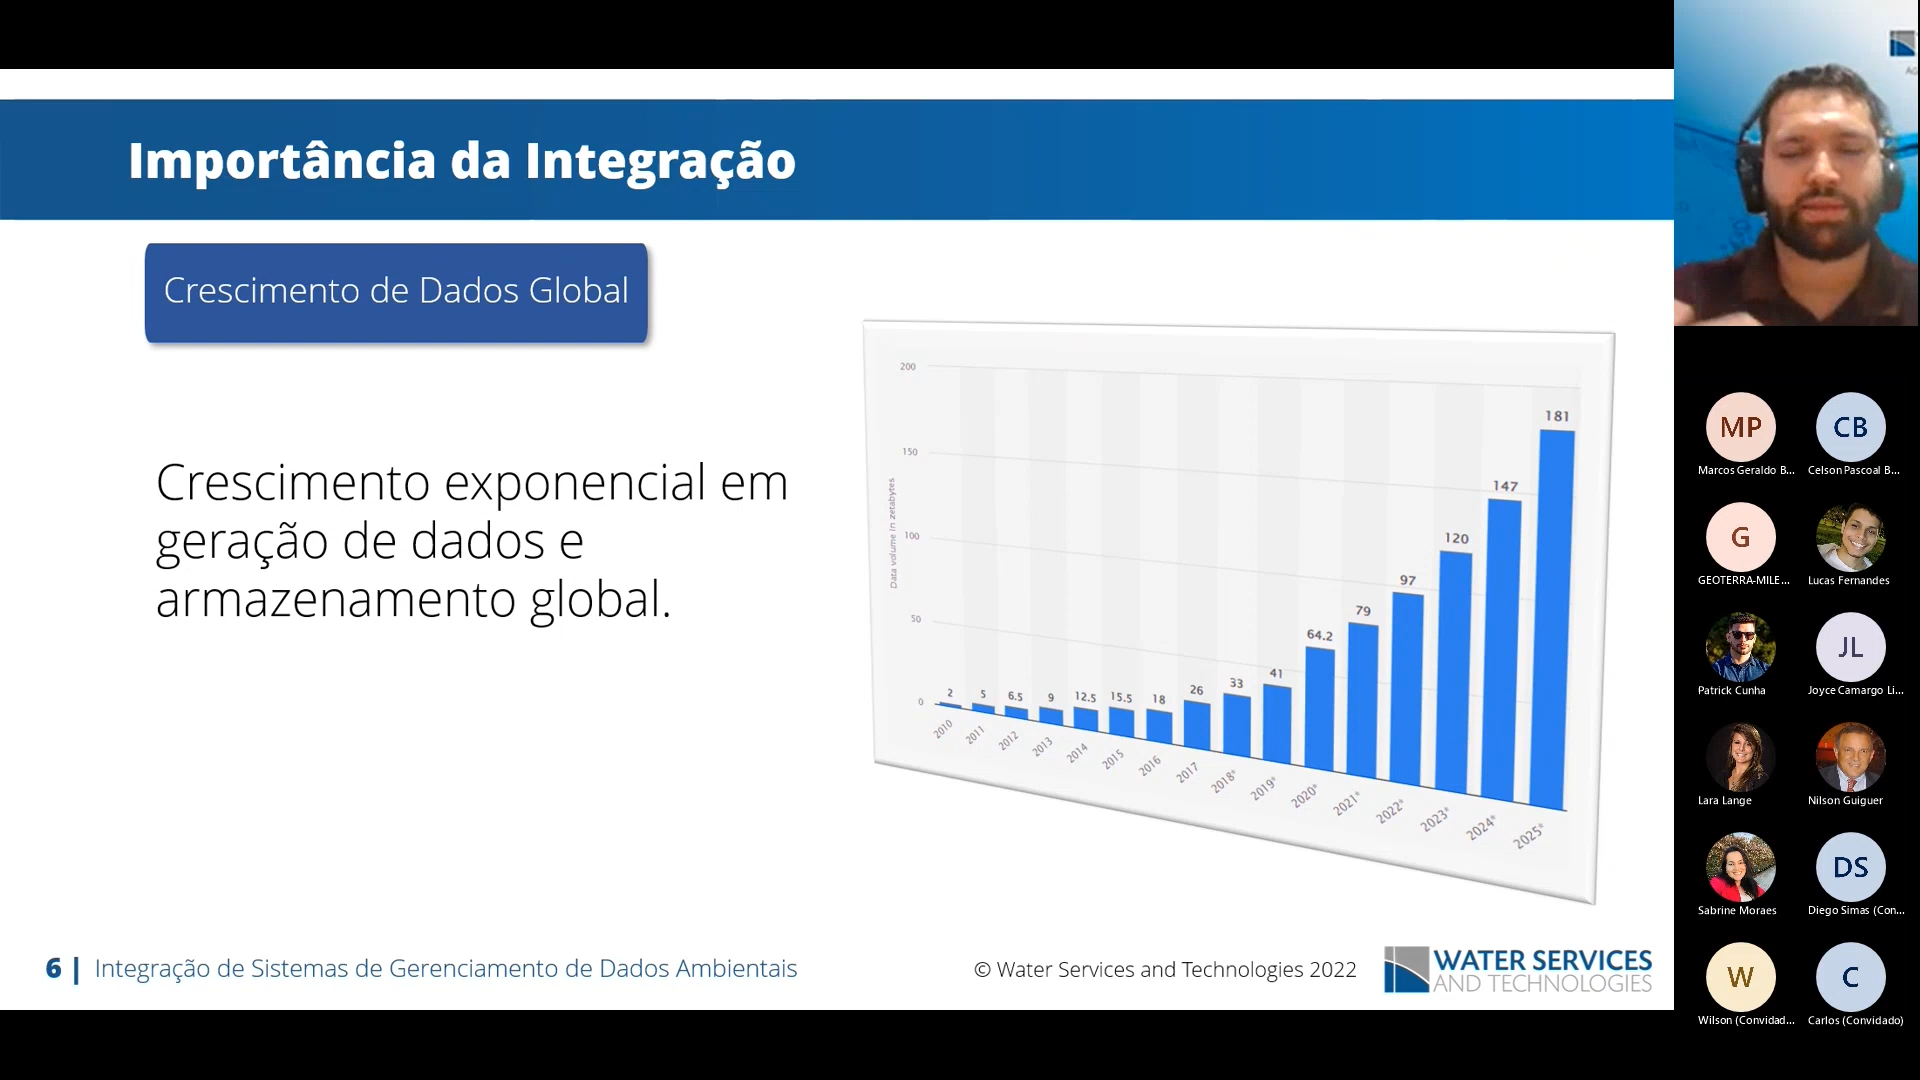 Importância da Integração
Crescimento de Dados Global
Crescimento exponencial em
geração de dados e
armazenamento global.
Data volume in zetabytes
200
150
100
50
0
2
5
6.5
9
12.5
15.5
18
26
33
41
64.2
79
97
120
147
181
2010
2011
2012
2013
2014
2015
2016
2017
2018*
2019*
2020*
2021*
2022*
2023*
2024*
2025*
6 | Integração de Sistemas de Gerenciamento de Dados Ambientais
© Water Services and Technologies 2022
WATER SERVICES
AND TECHNOLOGIES
MP
CB
Marcos Geraldo B...
Celson Pascoal B...
G
GEOTERRA-MILE...
Lucas Fernandes
JL
Patrick Cunha
Joyce Camargo Li...
Lara Lange
Nilson Guiguer
DS
Sabrine Moraes
Diego Simas (Con...
W
C
Wilson (Convidad...
Carlos (Convidado)